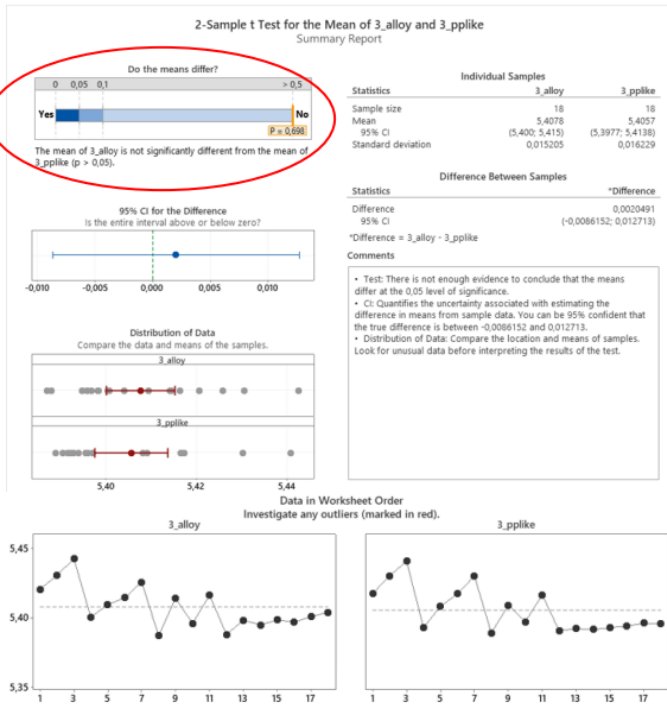 2-Sample t Test for the Mean of 3_alloy and 3_pplike
Summary Report
Do the means differ?
0 0,05 0,1 > 0,5
Yes No
P = 0,698
The mean of 3_alloy is not significantly different from the mean of
3_pplike (p > 0,05).
Individual Samples
Statistics 3_alloy 3_pplike
Sample size 18 18
Mean 5,4078 5,4057
95% CI (5,400; 5,415) (5,3977; 5,4138)
Standard deviation 0,015205 0,016229
Difference Between Samples
Statistics *Difference
Difference 0,0020491
95% CI (-0,0086152; 0,012713)
*Difference = 3_alloy - 3_pplike
95% CI for the Difference
Is the entire interval above or below zero?
-0,010 -0,005 0,000 0,005 0,010
Comments
• Test: There is not enough evidence to conclude that the means
differ at the 0,05 level of significance.
• CI: Quantifies the uncertainty associated with estimating the
difference in means from sample data. You can be 95% confident that
the true difference is between -0,0086152 and 0,012713.
• Distribution of Data: Compare the location and means of samples.
Look for unusual data before interpreting the results of the test.
Distribution of Data
Compare the data and means of the samples.
3_alloy
3_pplike
5,40 5,42 5,44
Data in Worksheet Order
Investigate any outliers (marked in red).
3_alloy 3_pplike
5,45
5,40
5,35
1 3 5 7 9 11 13 15 17 1 3 5 7 9 11 13 15 17